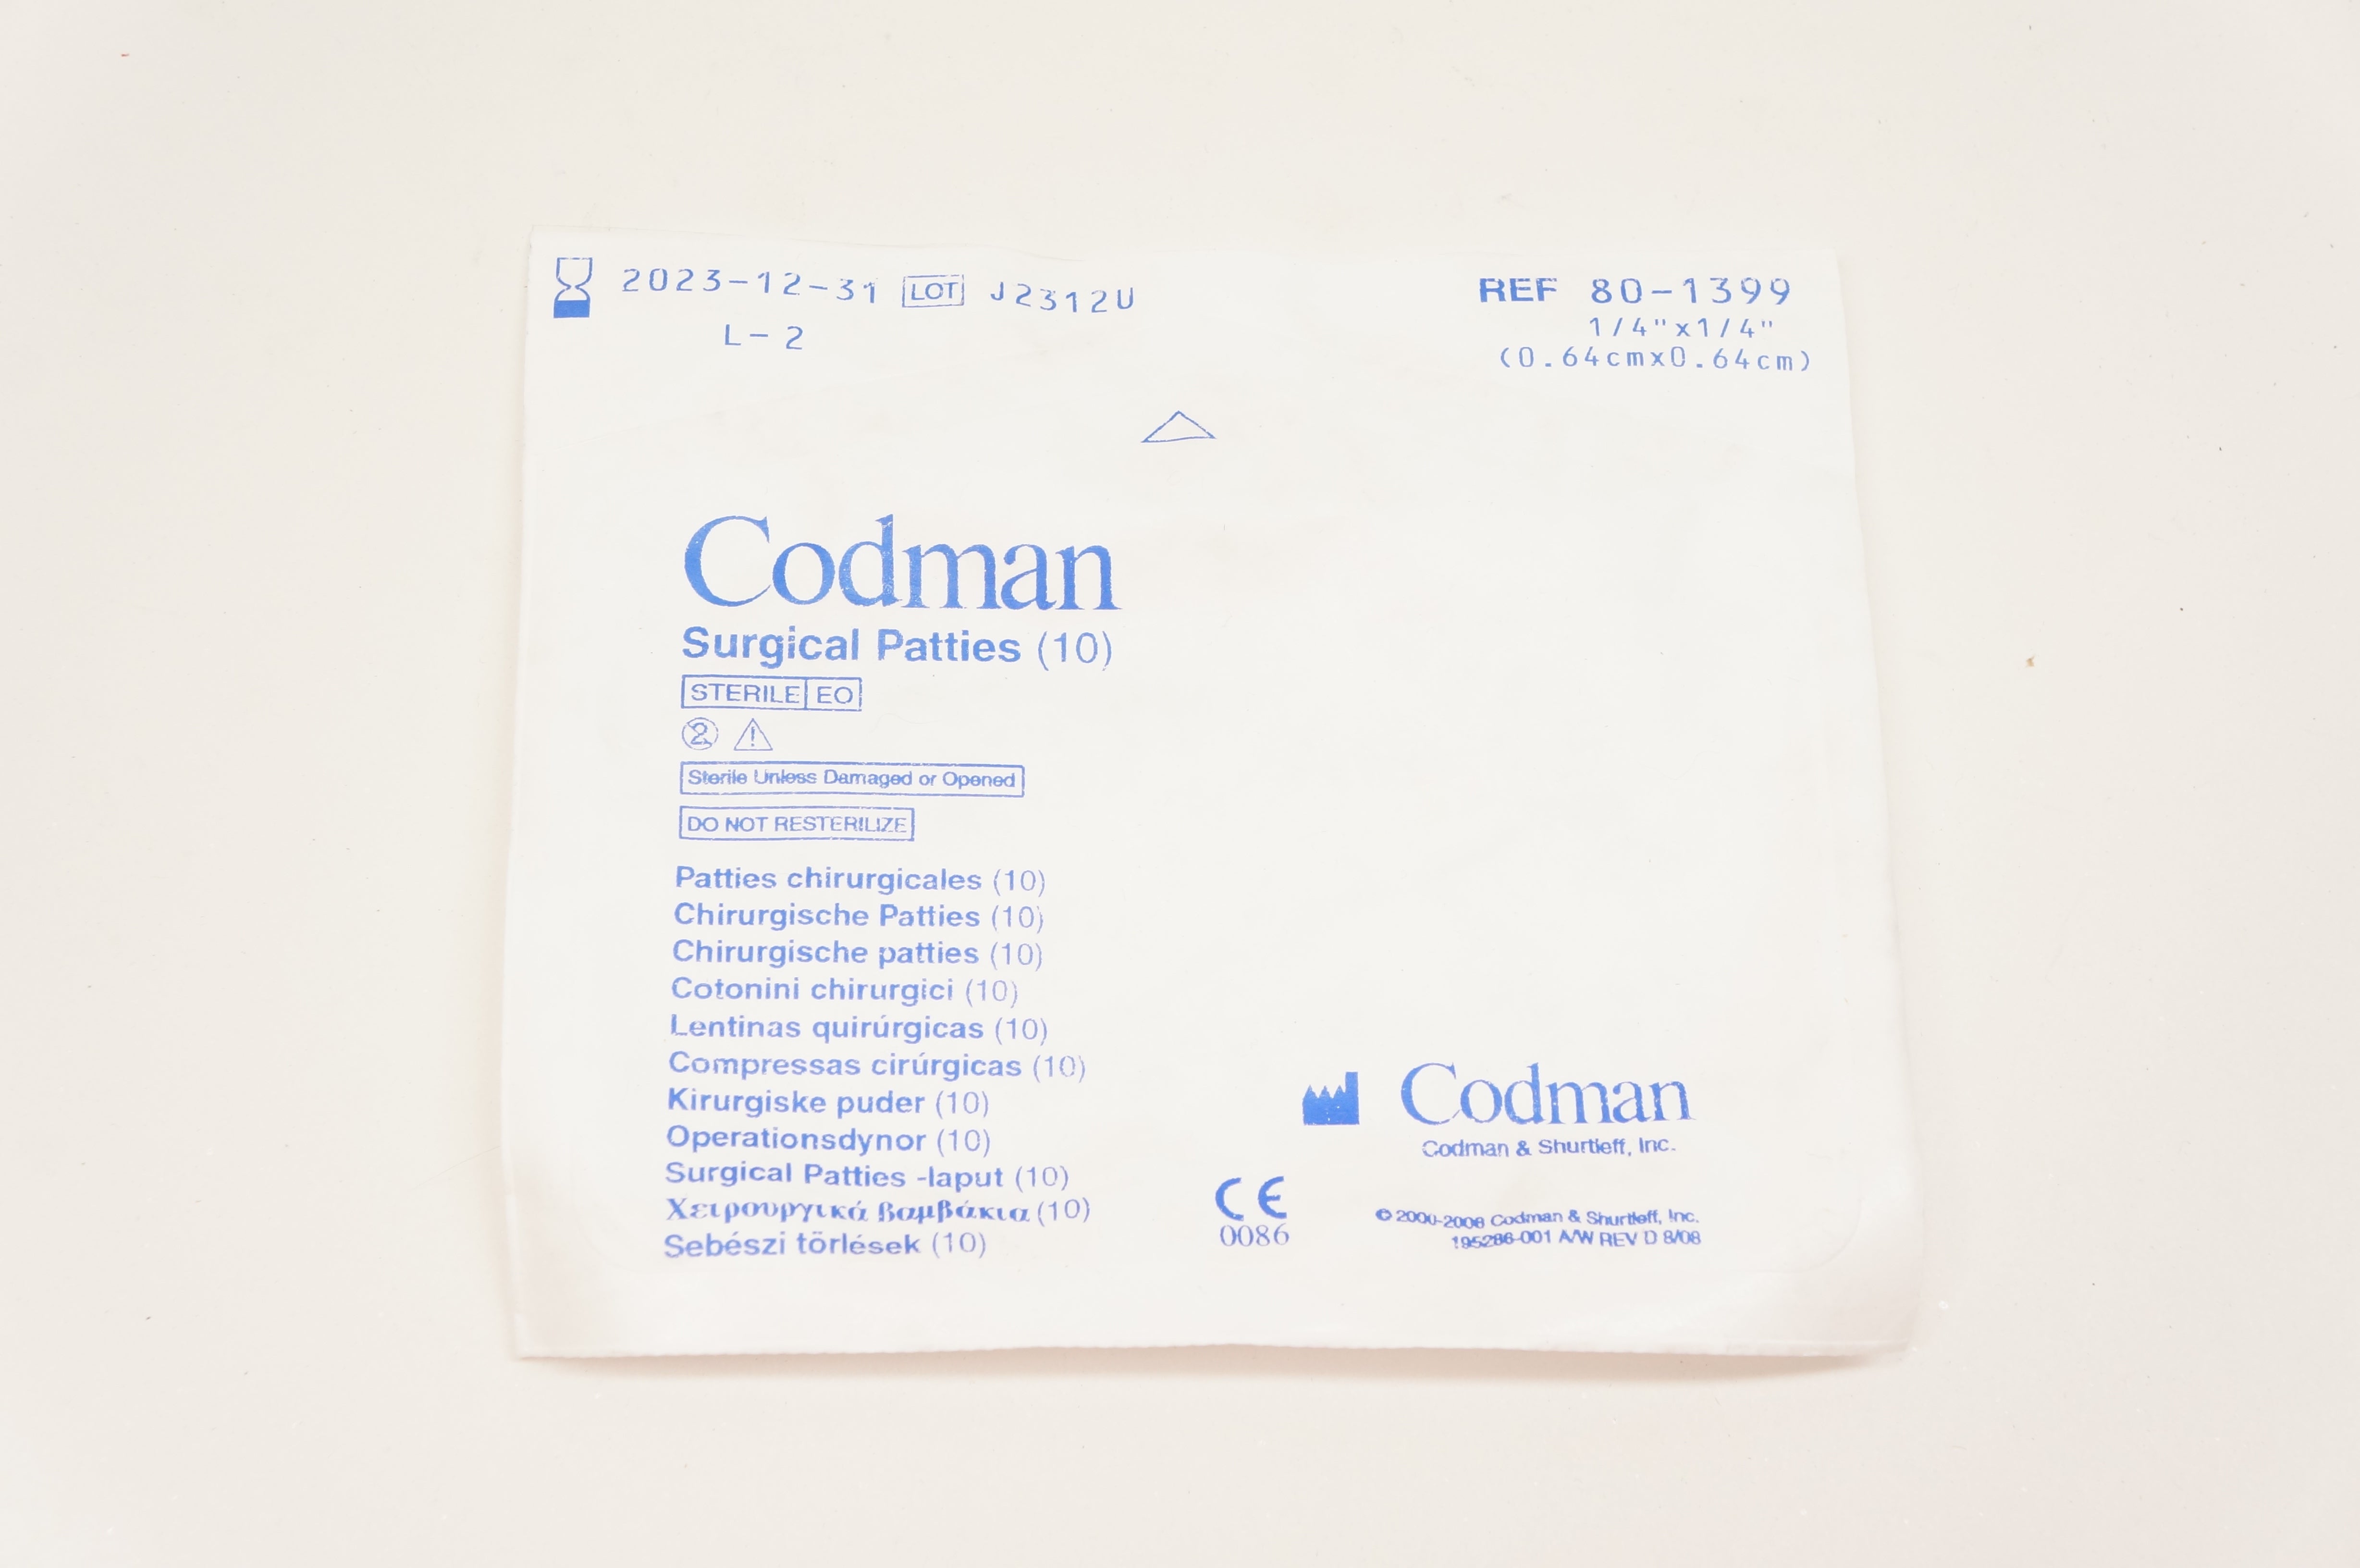 2023-12-31 LOT J2312U
L-2
REF 80-1399
1/4"x1/4"
(0.64cmx0.64cm)
Codman
Surgical Patties (10)
STERILE EO
2
Sterile Unless Damaged or Opened
DO NOT RESTERILIZE
Patties chirurgicales (10)
Chirurgische Patties (10)
Chirurgische patties (10)
Cotonini chirurgici (10)
Lentinas quirúrgicas (10)
Compressas cirúrgicas (10)
Kirurgiske puder (10)
Operationsdynor (10)
Surgical Patties -laput (10)
Χειρουργικά βαμβάκια (10)
Sebészi törlések (10)
Codman
Codman & Shurtleff, Inc.
CE
0086
© 2000-2008 Codman & Shurtleff, Inc.
195286-001 A/W REV D 8/08